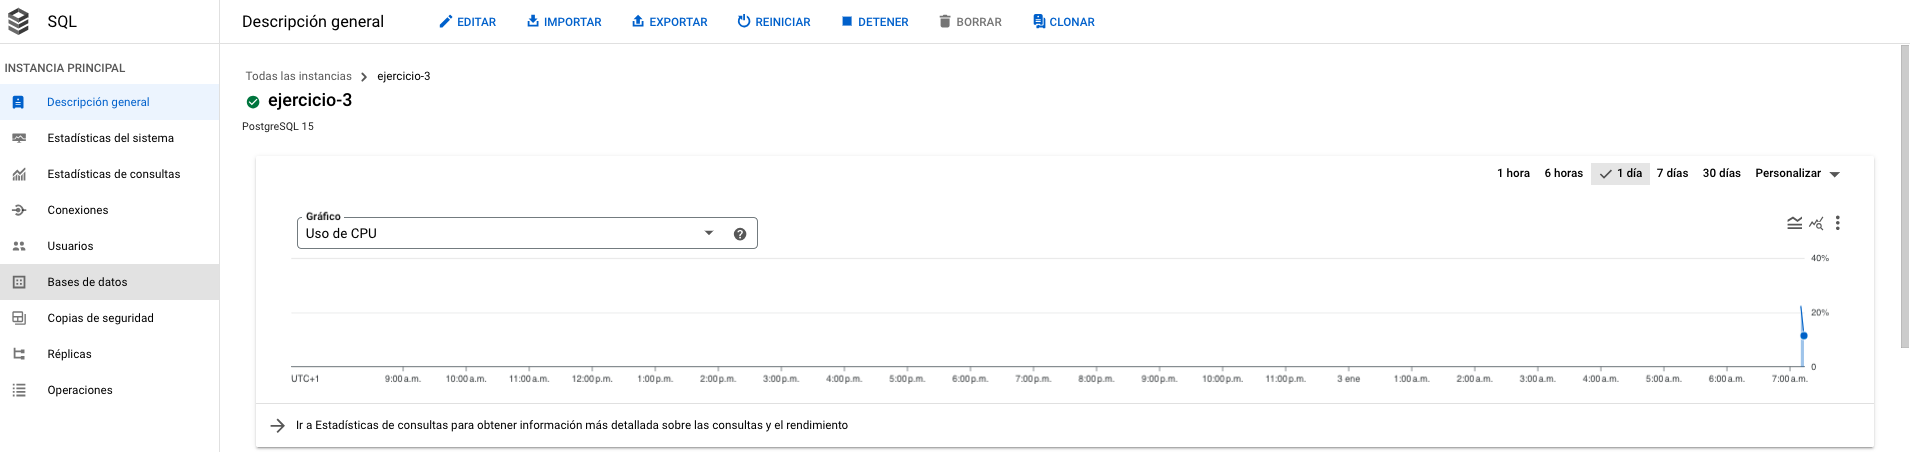 SQL
Descripción general
EDITAR
IMPORTAR
EXPORTAR
REINICIAR
DETENER
BORRAR
CLONAR
INSTANCIA PRINCIPAL
Descripción general
Estadísticas del sistema
Estadísticas de consultas
Conexiones
Usuarios
Bases de datos
Copias de seguridad
Réplicas
Operaciones
Todas las instancias
ejercicio-3
ejercicio-3
PostgreSQL 15
1 hora
6 horas
1 día
7 días
30 días
Personalizar
Gráfico
Uso de CPU
40%
20%
0
UTC+1
9:00 a.m.
10:00 a.m.
11:00 a.m.
12:00 p.m.
1:00 p.m.
2:00 p.m.
3:00 p.m.
4:00 p.m.
5:00 p.m.
6:00 p.m.
7:00 p.m.
8:00 p.m.
9:00 p.m.
10:00 p.m.
11:00 p.m.
3 ene
1:00 a.m.
2:00 a.m.
3:00 a.m.
4:00 a.m.
5:00 a.m.
6:00 a.m.
7:00 a.m.
Ir a Estadísticas de consultas para obtener información más detallada sobre las consultas y el rendimiento